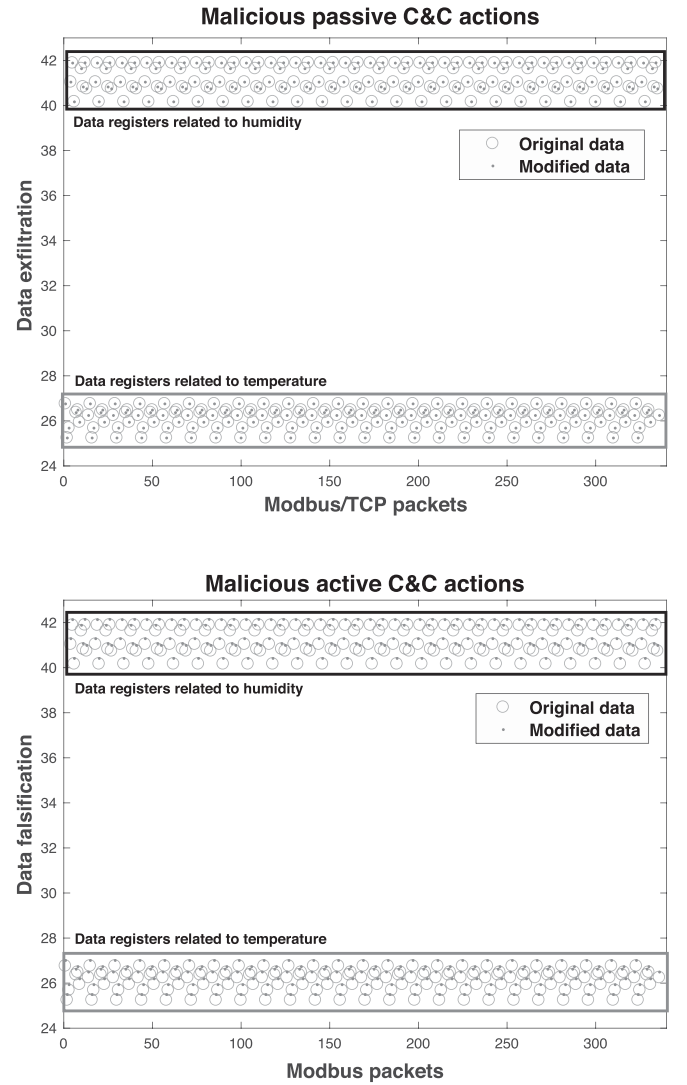 Malicious passive C&C actions
42
40
Data registers related to humidity
Original data
Modified data
38
36
34
32
30
28
26
24
Data exfiltration
Data registers related to temperature
0 50 100 150 200 250 300
Modbus/TCP packets
Malicious active C&C actions
42
40
Data registers related to humidity
Original data
Modified data
38
36
34
32
30
28
26
24
Data falsification
Data registers related to temperature
0 50 100 150 200 250 300
Modbus packets